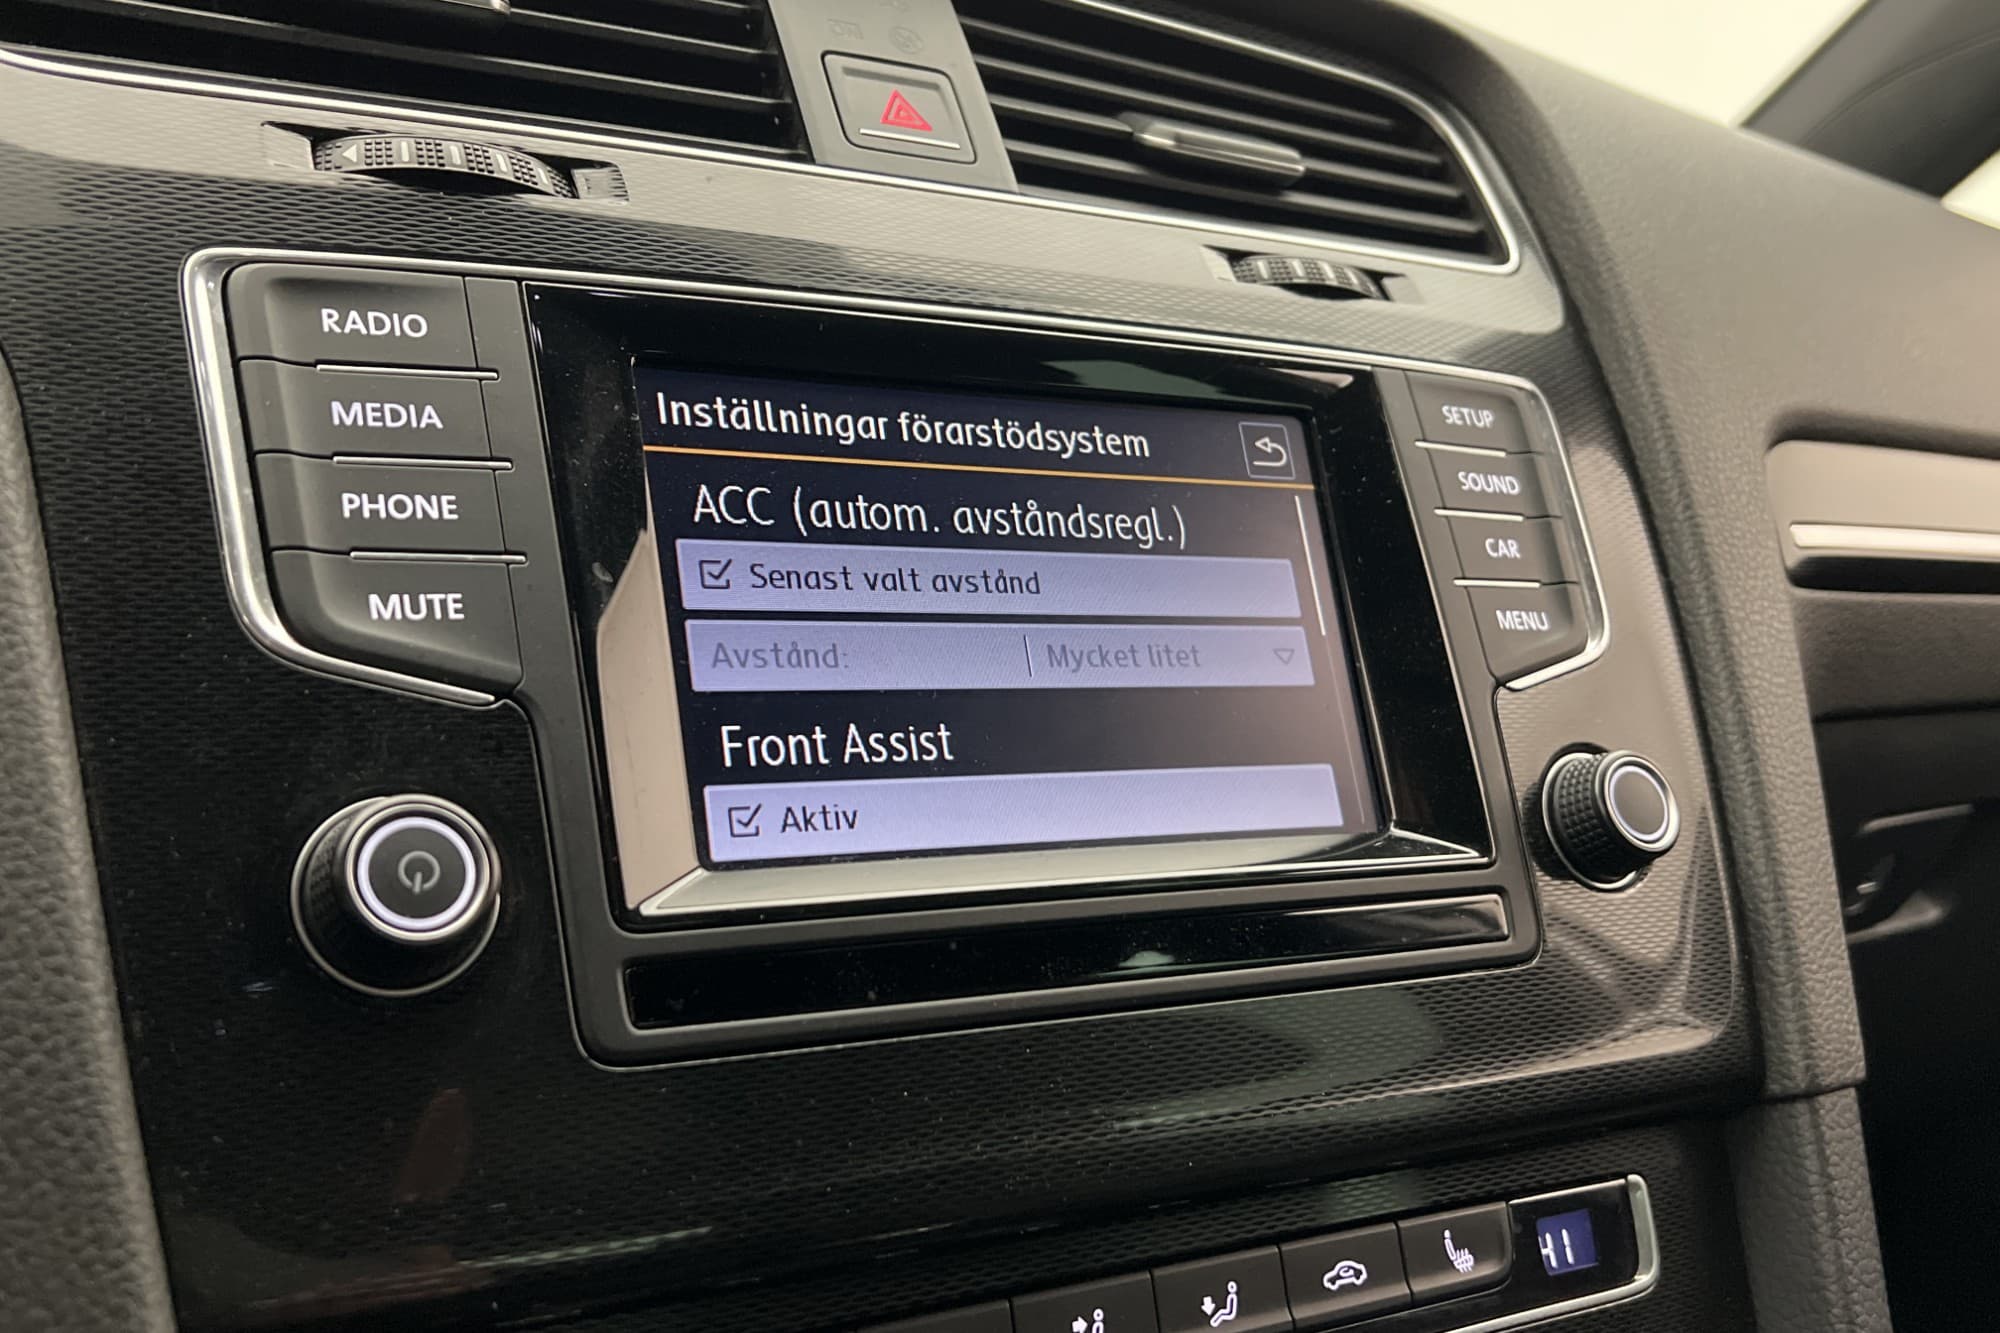 RADIO
MEDIA
PHONE
MUTE
Inställningar förarstödsystem
ACC (autom. avståndsregl.)
Senast valt avstånd
Avstånd: Mycket litet
Front Assist
Aktiv
SETUP
SOUND
CAR
MENU